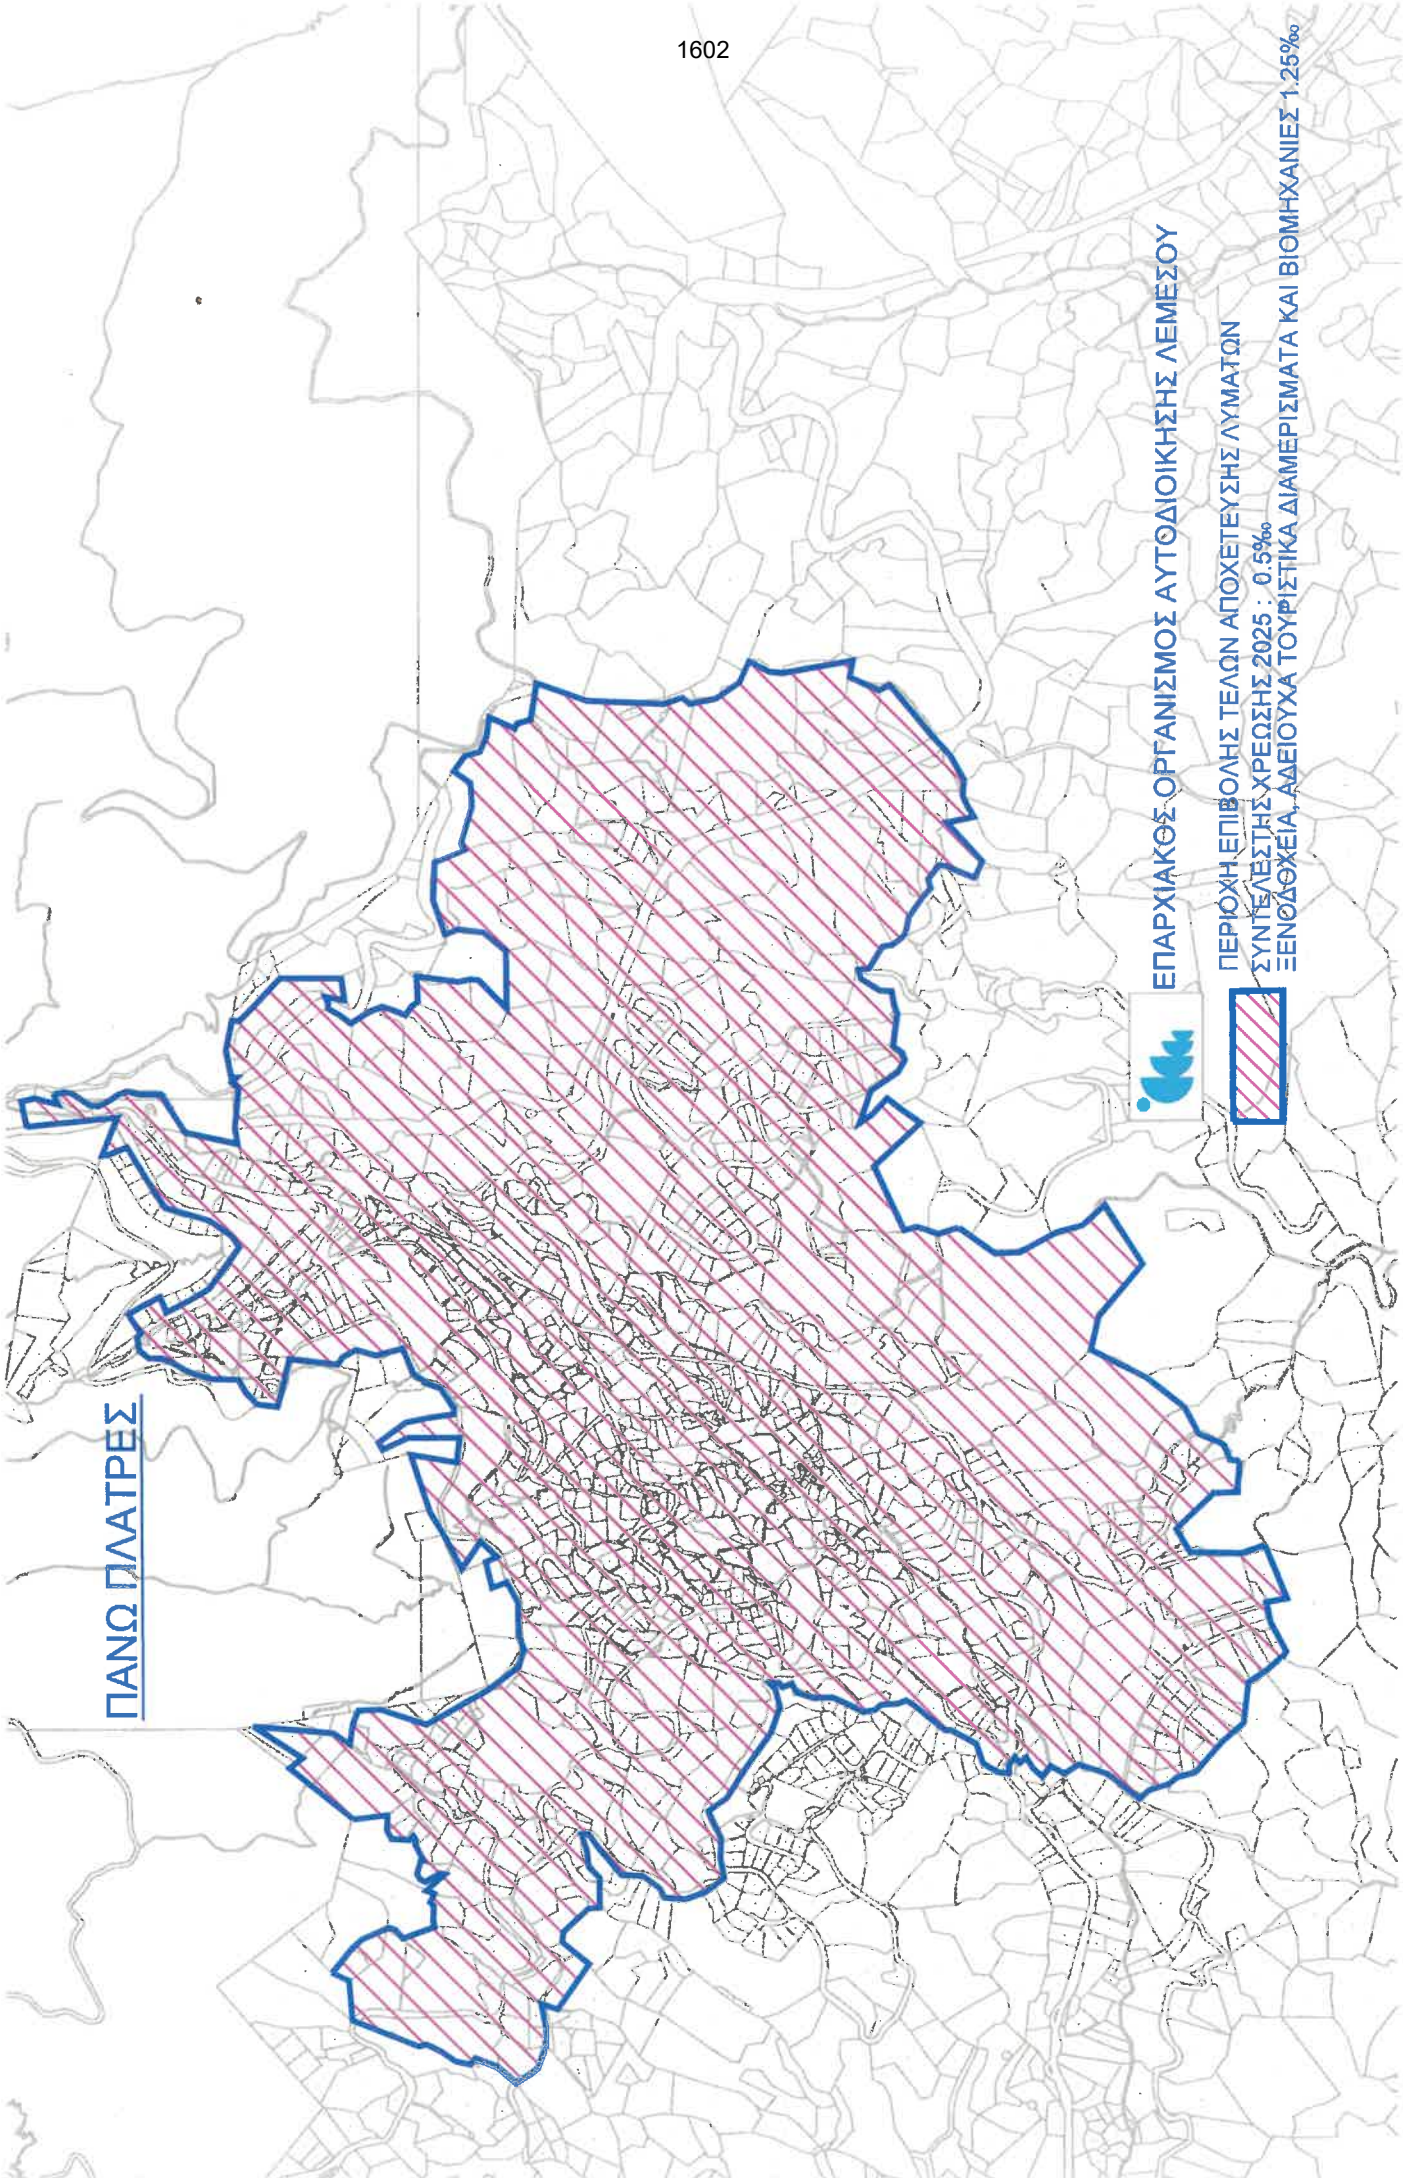 1602
ΠΑΝΩ ΠΛΑΤΡΕΣ
ΕΠΑΡΧΙΑΚΟΣ ΟΡΓΑΝΙΣΜΟΣ ΑΥΤΟΔΙΟΙΚΗΣΗΣ ΛΕΜΕΣΟΥ
ΠΕΡΙΟΧΗ ΕΠΙΒΟΛΗΣ ΤΕΛΩΝ ΑΠΟΧΕΤΕΥΣΗΣ ΛΥΜΑΤΩΝ
ΣΥΝΤΕΛΕΣΤΗΣ ΧΡΕΩΣΗΣ 2025 : 0.5‰
ΞΕΝΟΔΟΧΕΙΑ, ΑΔΕΙΟΥΧΑ ΤΟΥΡΙΣΤΙΚΑ ΔΙΑΜΕΡΙΣΜΑΤΑ ΚΑΙ ΒΙΟΜΗΧΑΝΙΕΣ 1.25‰